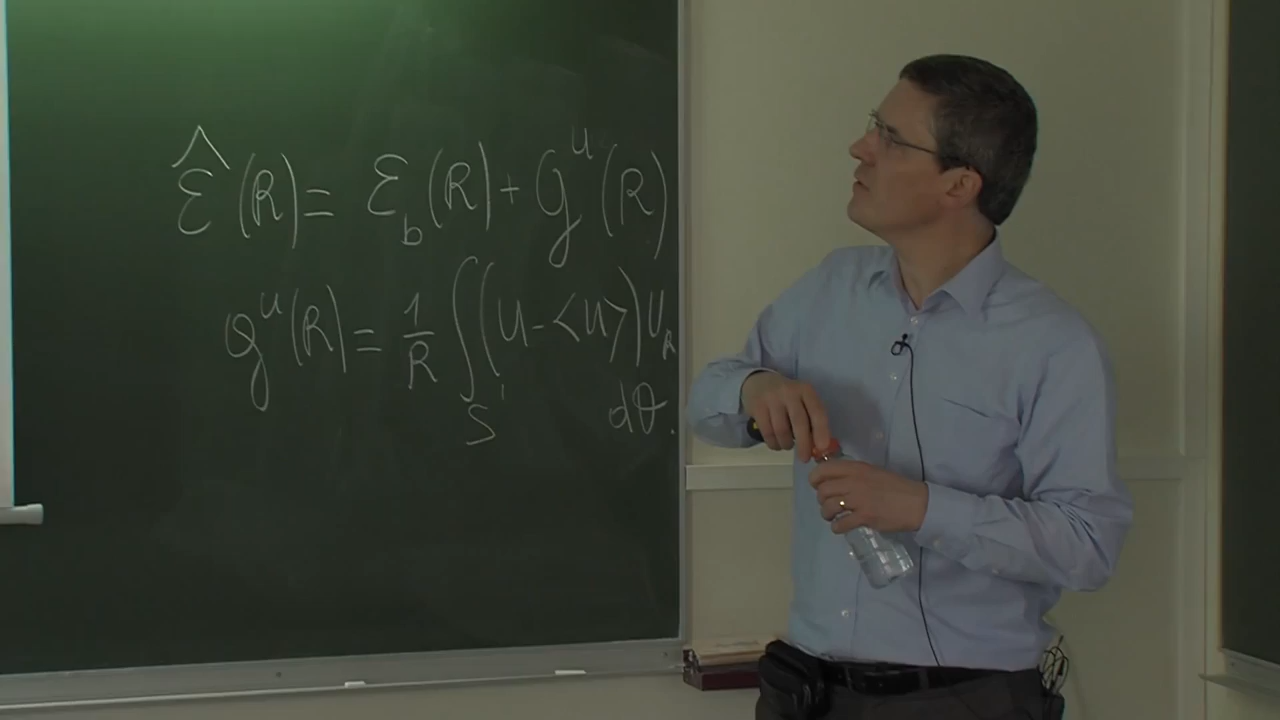 ℰ̂(R) = ℰ_b(R) + g^u(R)
g^u(R) = 1/R ∫_{S^1} (u - <u>) u_R
dθ.